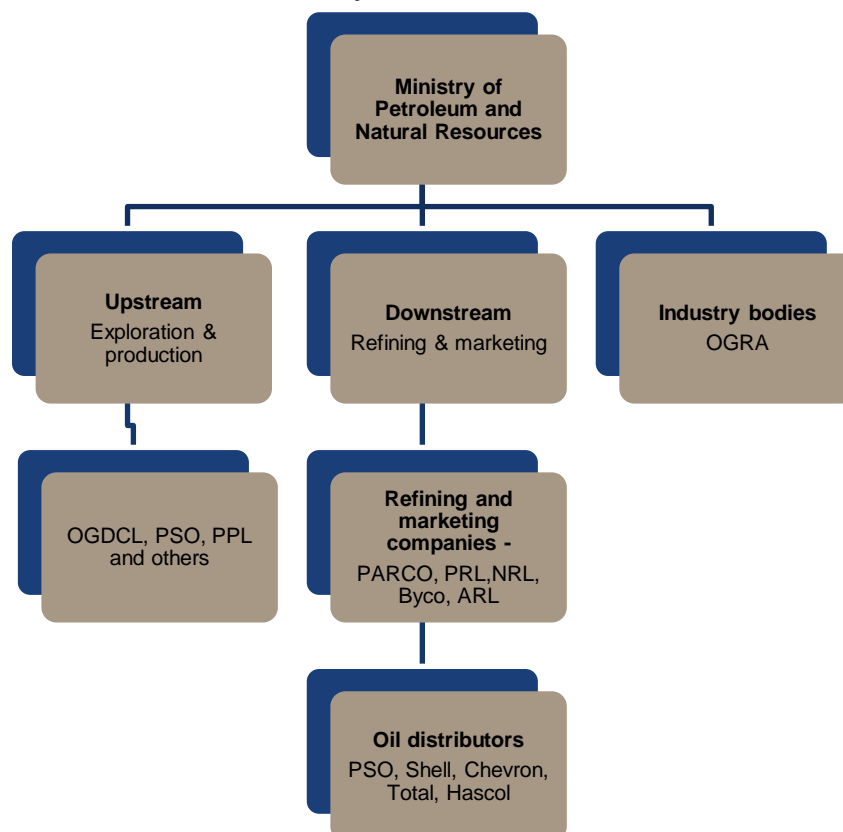 Ministry of
Petroleum and
Natural Resources
Upstream
Exploration &
production
Downstream
Refining & marketing
Industry bodies
OGRA
OGDCL, PSO, PPL
and others
Refining and
marketing
companies -
PARCO, PRL,NRL,
Byco, ARL
Oil distributors
PSO, Shell, Chevron,
Total, Hascol